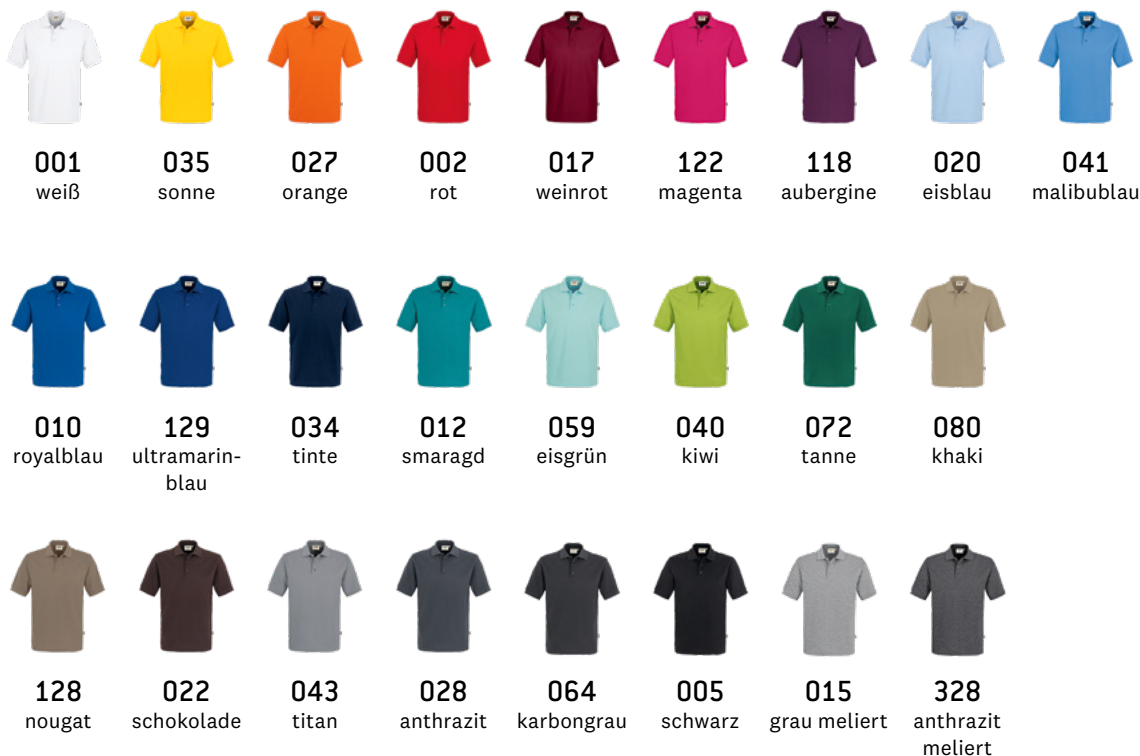 001 035 027 002 017 122 118 020 041
weiß sonne orange rot weinrot magenta aubergine eisblau malibublau
010 129 034 012 059 040 072 080
royalblau ultramarin- tinte smaragd eisgrün kiwi tanne khaki
blau
128 022 043 028 064 005 015 328
nougat schokolade titan anthrazit karbongrau schwarz grau meliert anthrazit
meliert